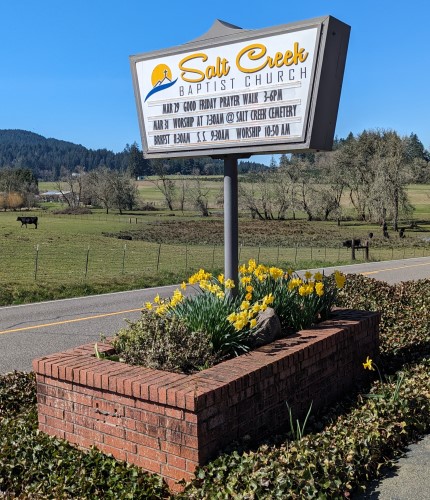 Salt Creek
BAPTIST CHURCH
MAR 29 GOOD FRIDAY PRAYER WALK 3-6PM
MAR 31 WORSHIP AT 7:30AM @ SALT CREEK CEMETERY
BRKFST 8:30AM S.S. 9:30AM WORSHIP 10:50 AM